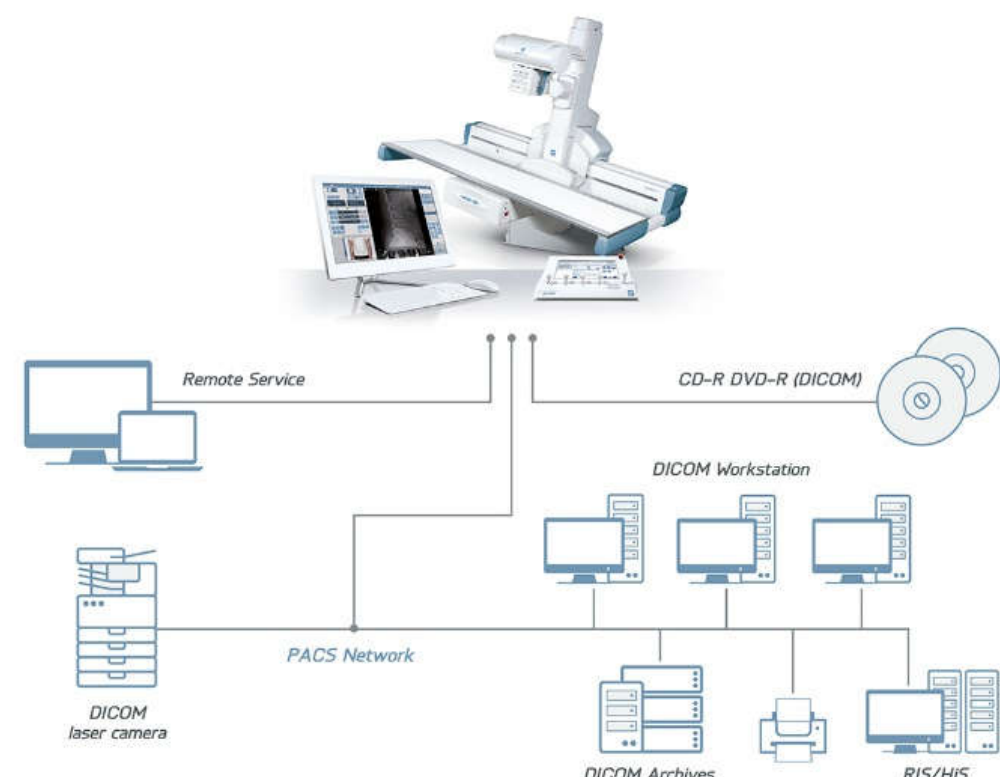 Remote Service
CD-R DVD-R (DICOM)
DICOM Workstation
PACS Network
DICOM
laser camera
DICOM Archives
RIS/HiS